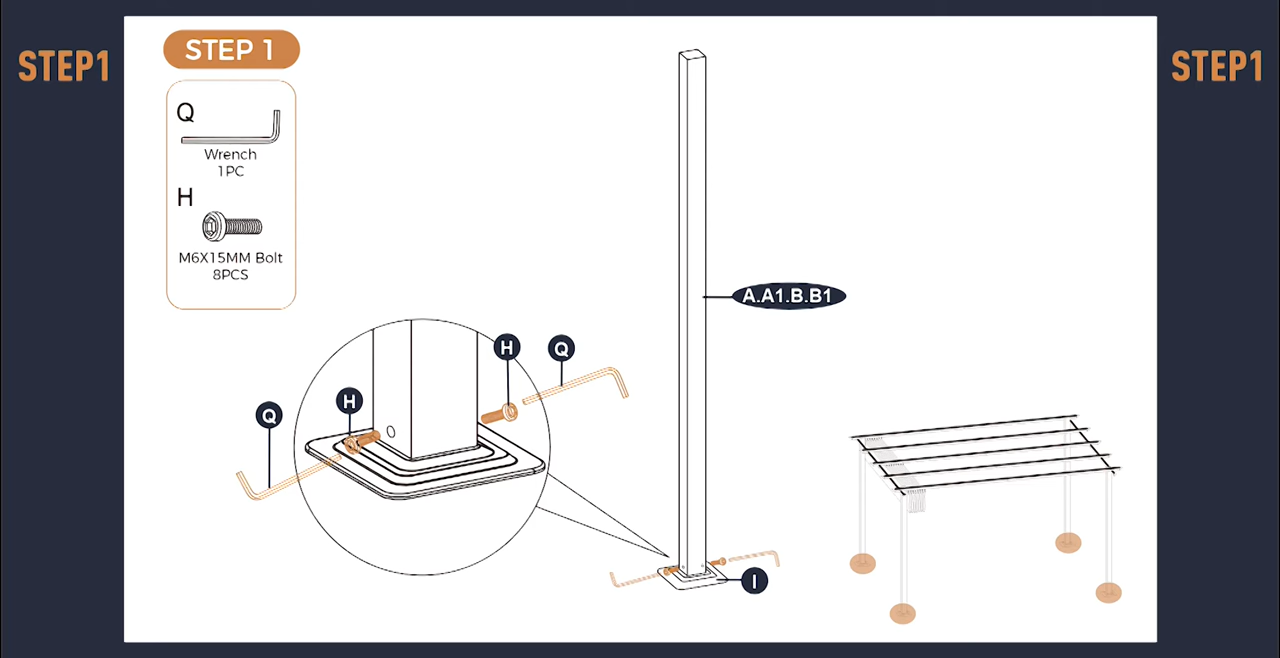 STEP1
STEP 1
STEP1
Q
Wrench
1PC
H
M6X15MM Bolt
8PCS
A.A1.B.B1
H
Q
H
Q
I